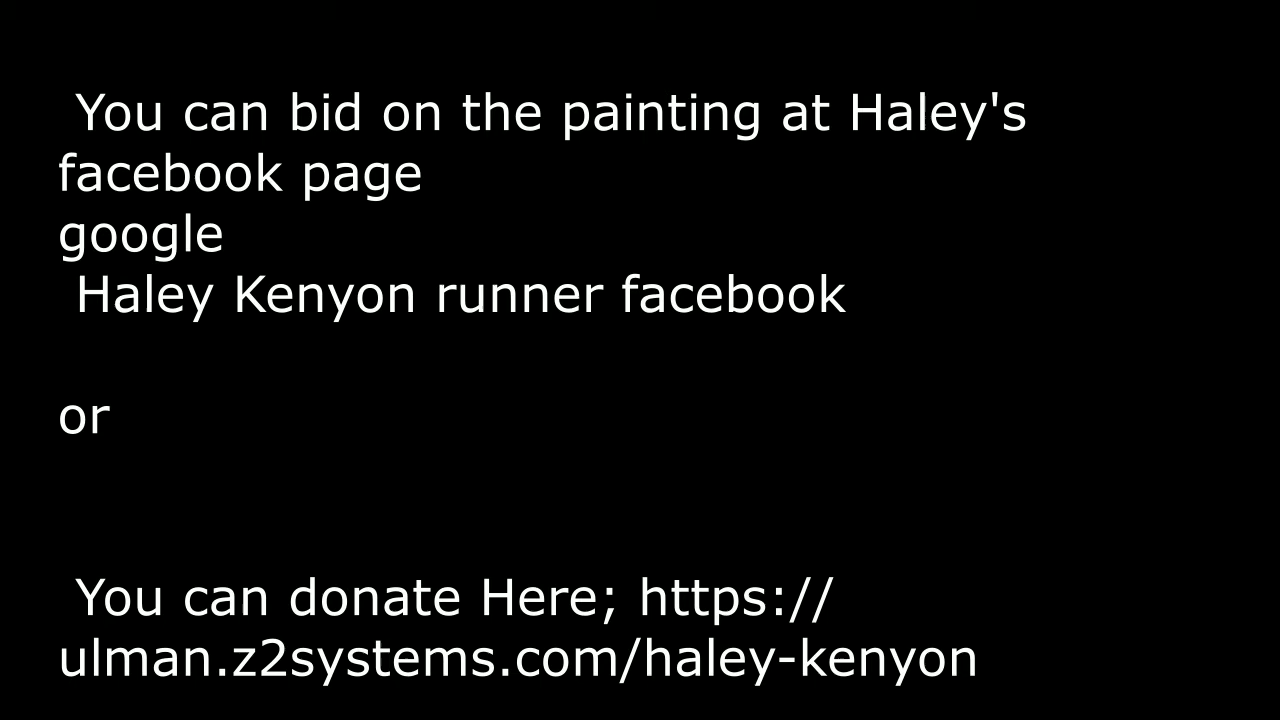 You can bid on the painting at Haley's
facebook page
google
Haley Kenyon runner facebook
or
You can donate Here; https://
ulman.z2systems.com/haley-kenyon